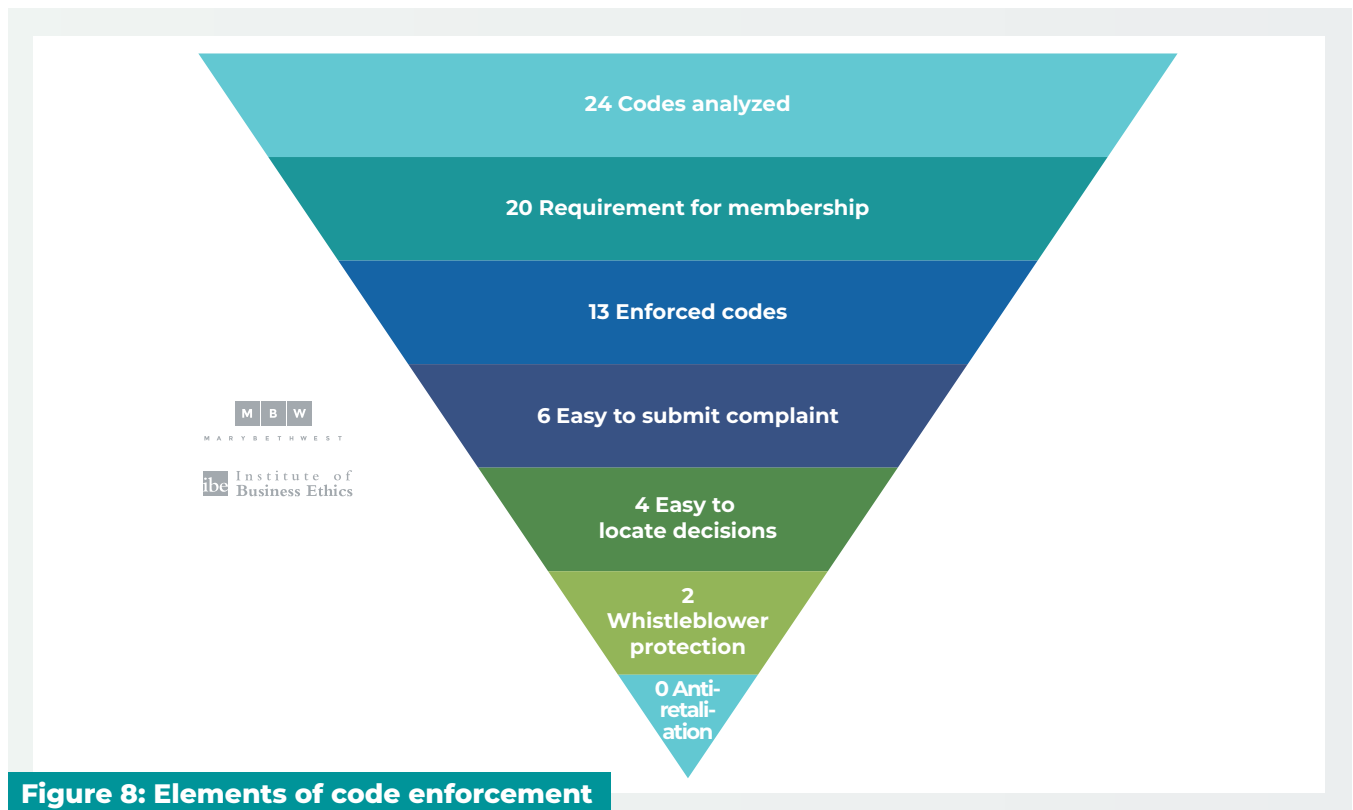 24 Codes analyzed
20 Requirement for membership
13 Enforced codes
6 Easy to submit complaint
4 Easy to
locate decisions
2
Whistleblower
protection
0 Anti-
retali-
ation
M B W
MARYBETHWEST
ibe Institute of
Business Ethics
Figure 8: Elements of code enforcement